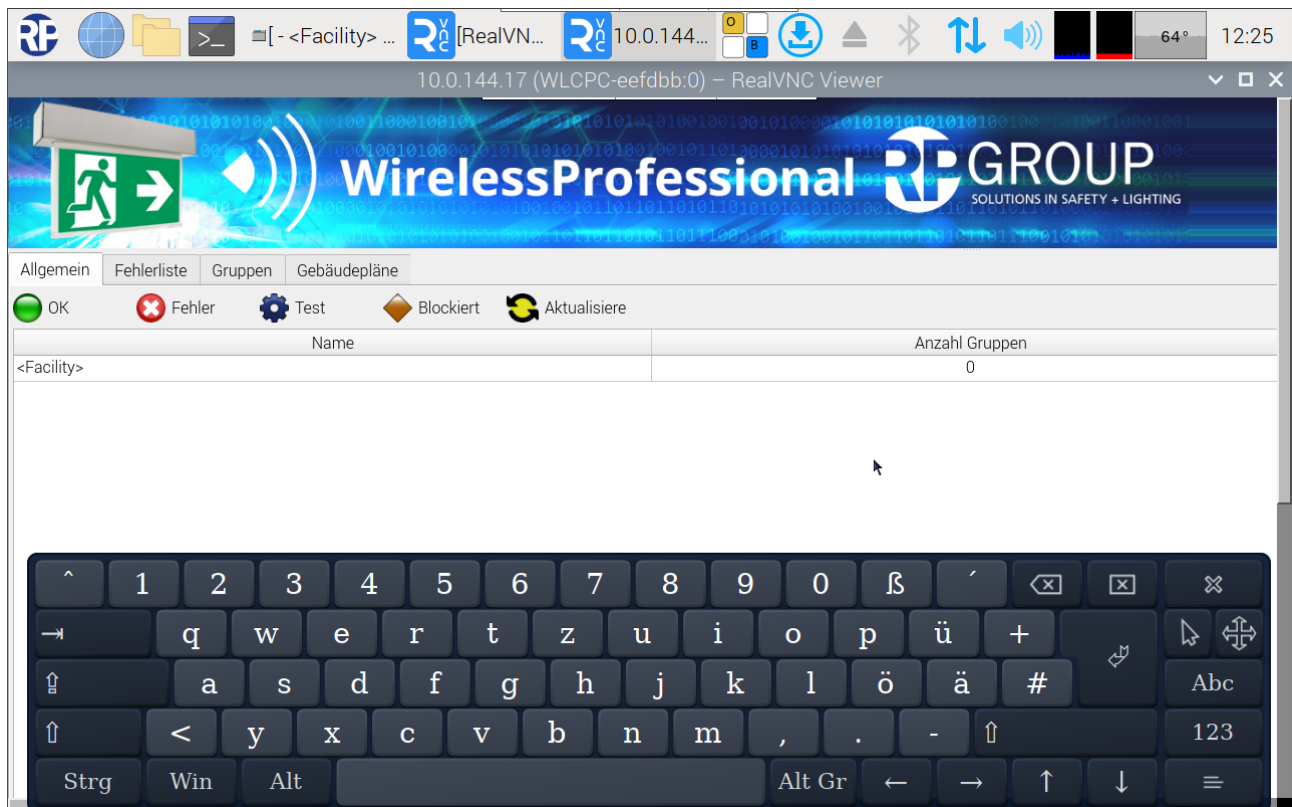 [ - <Facility> ...
[RealVN...
10.0.144...
O
B
64°
12:25
10.0.144.17 (WLCPC-eefdbb:0) – RealVNC Viewer
WirelessProfessional
RP GROUP
SOLUTIONS IN SAFETY + LIGHTING
Allgemein Fehlerliste Gruppen Gebäudepläne
OK Fehler Test Blockiert Aktualisiere
Name Anzahl Gruppen
<Facility> 0
^ 1 2 3 4 5 6 7 8 9 0 ß ´
q w e r t z u i o p ü +
a s d f g h j k l ö ä # Abc
< y x c v b n m , . - 123
Strg Win Alt Alt Gr ← → ↑ ↓